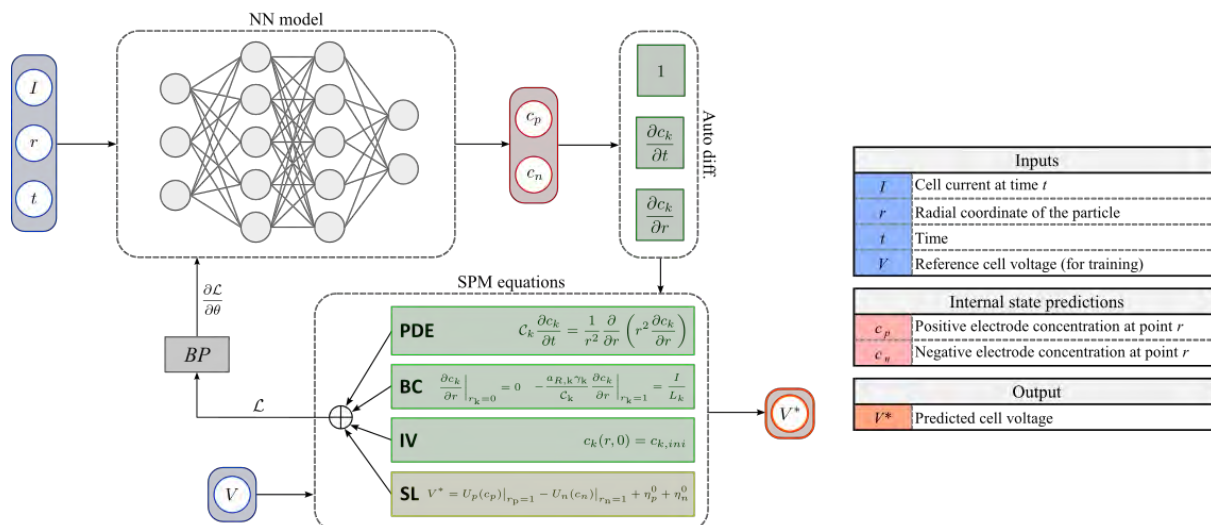 NN model
I
r
t
c_p
c_n
1
∂c_k/∂t
∂c_k/∂r
Auto diff.
∂ℒ/∂θ
BP
ℒ
SPM equations
PDE 𝒞_k ∂c_k/∂t = 1/r² ∂/∂r (r² ∂c_k/∂r)
BC ∂c_k/∂r|_{r_k=0} = 0 −a_{R,k}γ_k/𝒞_k ∂c_k/∂r|_{r_k=1} = I/L_k
IV c_k(r, 0) = c_{k,ini}
SL V* = U_p(c_p)|_{r_p=1} − U_n(c_n)|_{r_n=1} + η_p^0 + η_n^0
V
V*
Inputs
I Cell current at time t
r Radial coordinate of the particle
t Time
V Reference cell voltage (for training)
Internal state predictions
c_p Positive electrode concentration at point r
c_n Negative electrode concentration at point r
Output
V* Predicted cell voltage